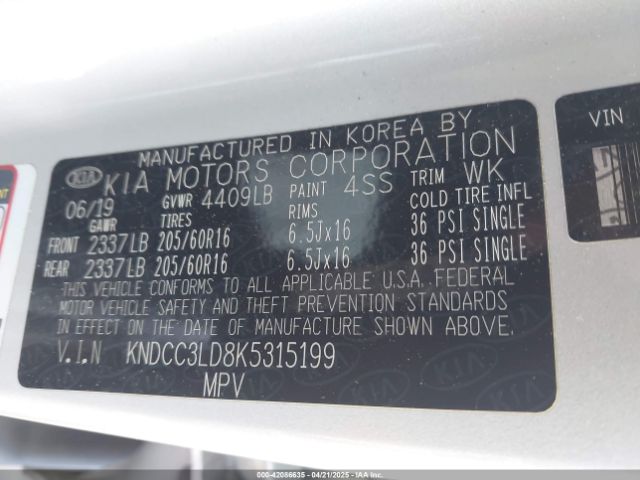 MANUFACTURED IN KOREA BY
KIA KIA MOTORS CORPORATION
06/19 GVWR 4409LB PAINT 4SS TRIM WK
GAWR TIRES RIMS COLD TIRE INFL
FRONT 2337LB 205/60R16 6.5Jx16 36 PSI SINGLE
REAR 2337LB 205/60R16 6.5Jx16 36 PSI SINGLE
THIS VEHICLE CONFORMS TO ALL APPLICABLE U.S.A. FEDERAL
MOTOR VEHICLE SAFETY AND THEFT PREVENTION STANDARDS
IN EFFECT ON THE DATE OF MANUFACTURE SHOWN ABOVE.
V.I.N KNDCC3LD8K5315199
MPV
VIN
000-42086635 - 04/21/2025 - IAA Inc.